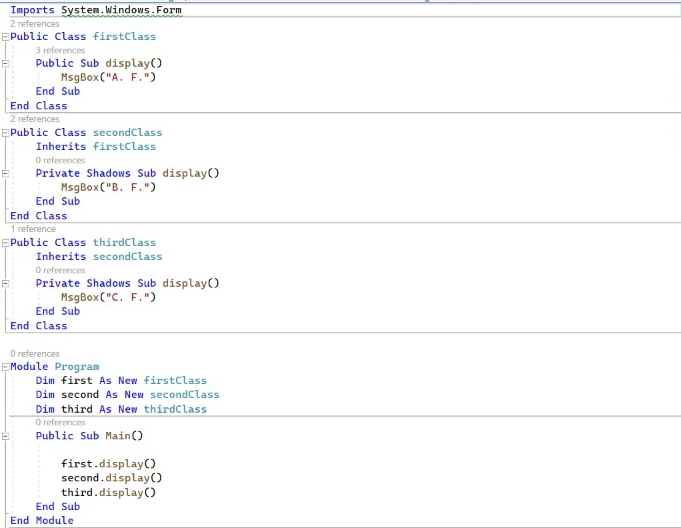 Imports System.Windows.Form
2 references
Public Class firstClass
3 references
Public Sub display()
MsgBox("A. F.")
End Sub
End Class
2 references
Public Class secondClass
Inherits firstClass
0 references
Private Shadows Sub display()
MsgBox("B. F.")
End Sub
End Class
1 reference
Public Class thirdClass
Inherits secondClass
0 references
Private Shadows Sub display()
MsgBox("C. F.")
End Sub
End Class
0 references
Module Program
Dim first As New firstClass
Dim second As New secondClass
Dim third As New thirdClass
0 references
Public Sub Main()
first.display()
second.display()
third.display()
End Sub
End Module